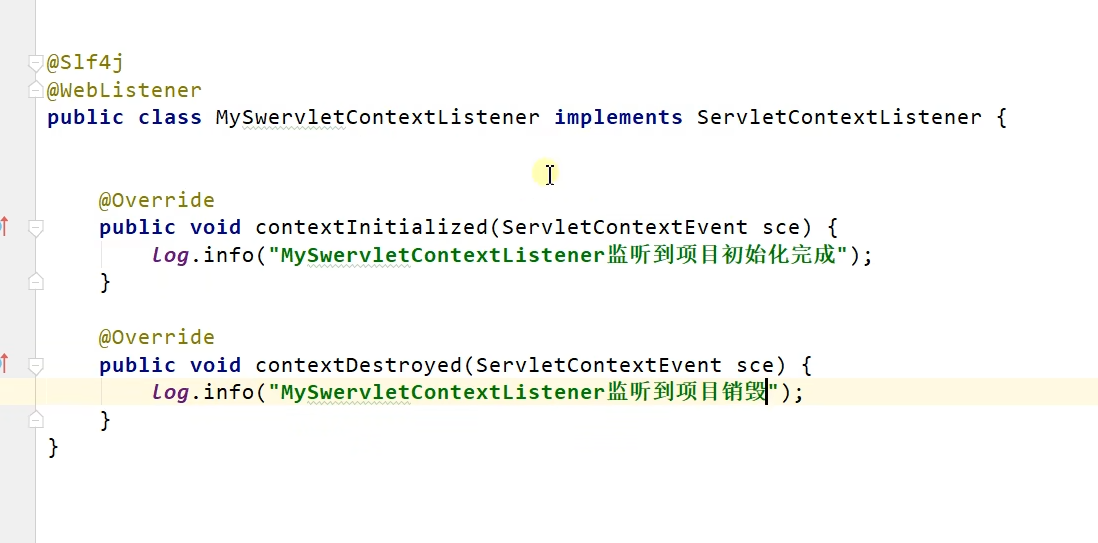 @Slf4j
@WebListener
public class MySwervletContextListener implements ServletContextListener {
@Override
public void contextInitialized(ServletContextEvent sce) {
log.info("MySwervletContextListener监听到项目初始化完成");
}
@Override
public void contextDestroyed(ServletContextEvent sce) {
log.info("MySwervletContextListener监听到项目销毁");
}
}